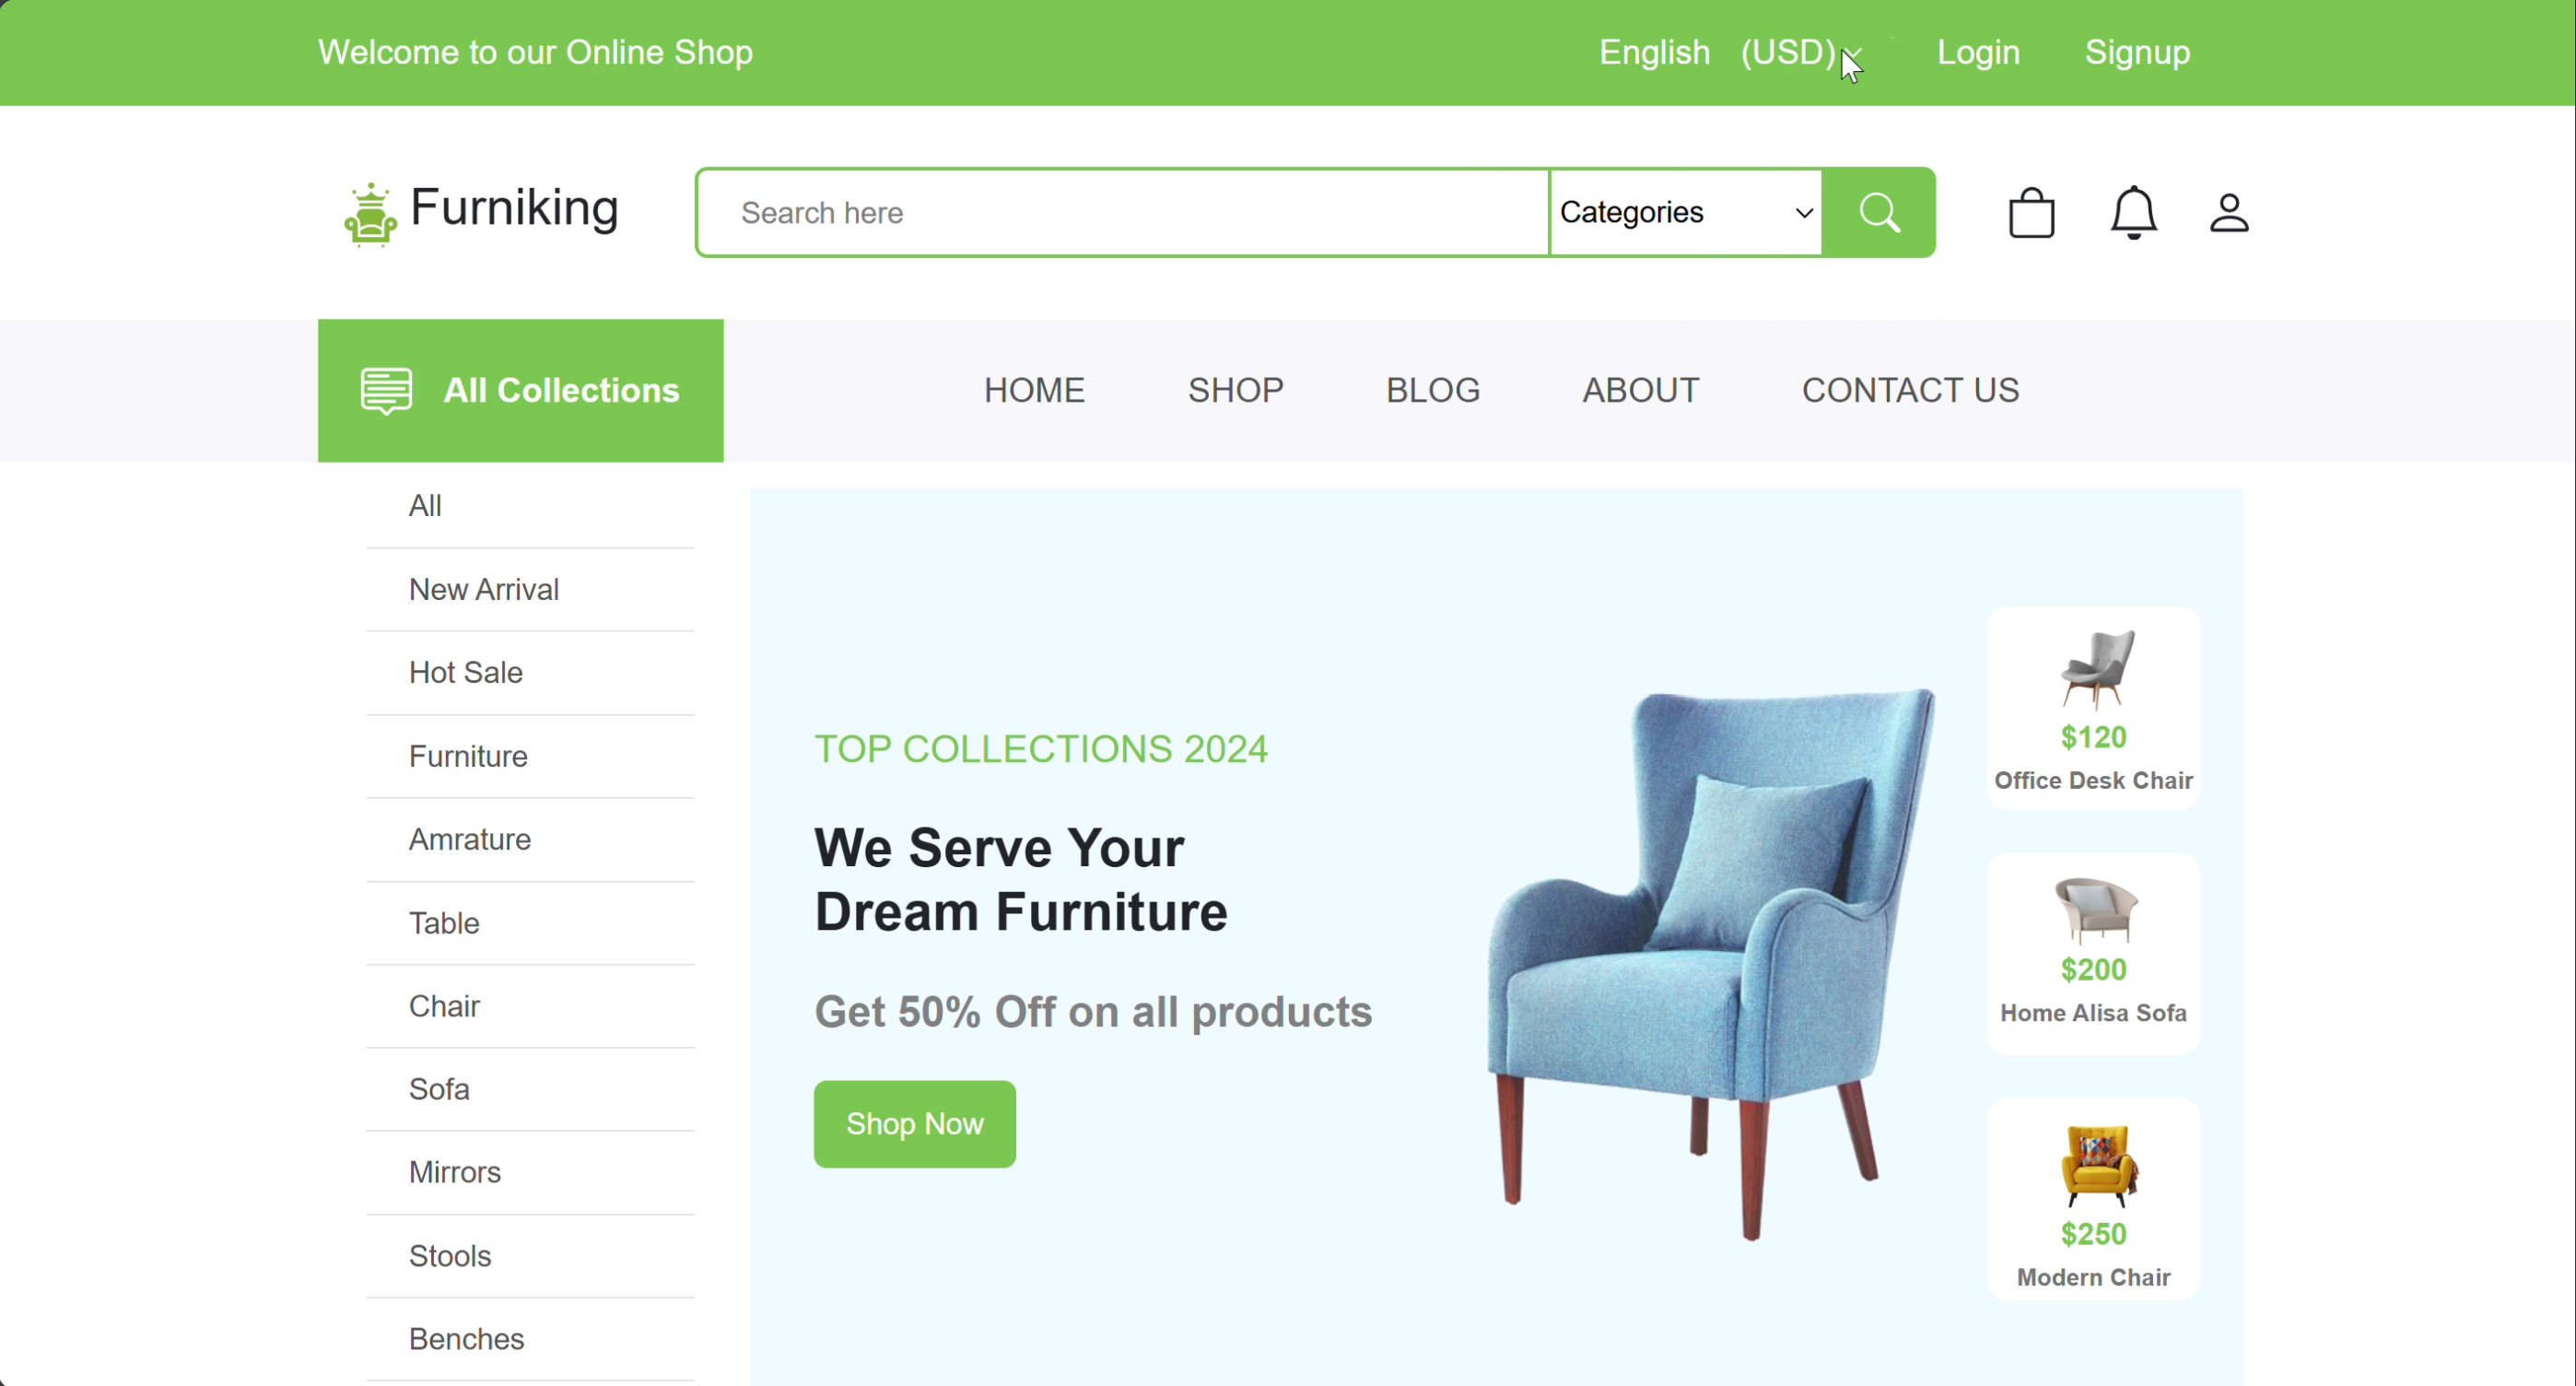 Welcome to our Online Shop
English (USD) Login Signup
Furniking
Search here
Categories
All Collections
HOME SHOP BLOG ABOUT CONTACT US
All
New Arrival
Hot Sale
Furniture
Amrature
Table
Chair
Sofa
Mirrors
Stools
Benches
TOP COLLECTIONS 2024
We Serve Your
Dream Furniture
Get 50% Off on all products
Shop Now
$120
Office Desk Chair
$200
Home Alisa Sofa
$250
Modern Chair